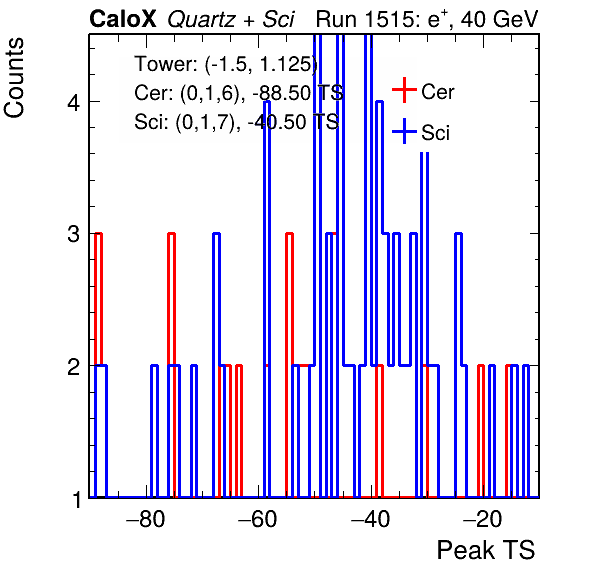 CaloX Quartz + Sci Run 1515: e+, 40 GeV
Counts
Tower: (-1.5, 1.125)
Cer: (0,1,6), -88.50 TS
Sci: (0,1,7), -40.50 TS
Cer
Sci
4
3
2
1
−80 −60 −40 −20
Peak TS